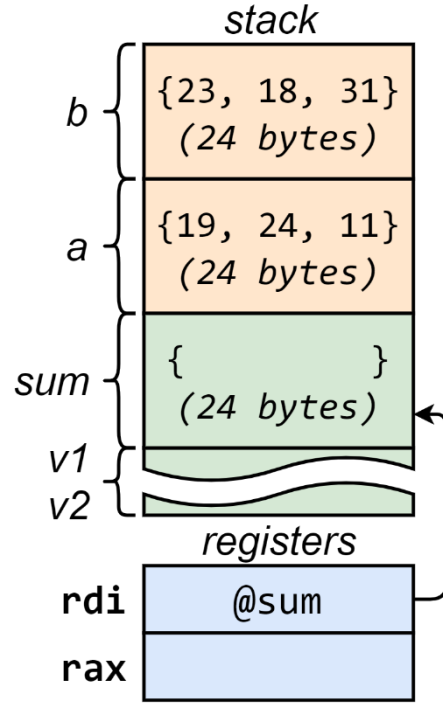 stack
b
{23, 18, 31}
(24 bytes)
a
{19, 24, 11}
(24 bytes)
sum
{ }
(24 bytes)
v1
v2
registers
rdi
@sum
rax